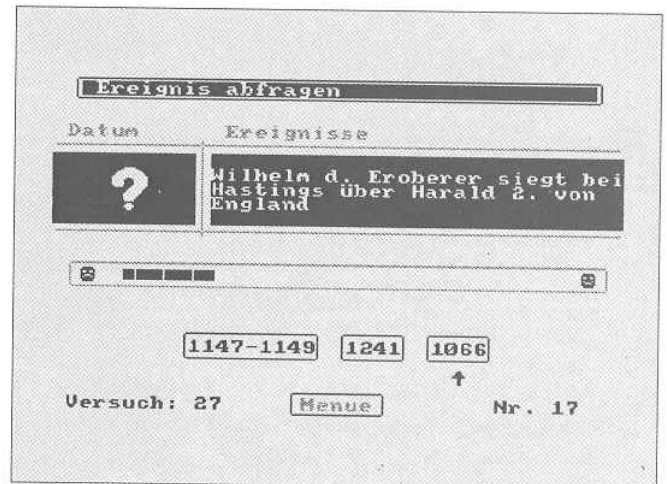 Ereignis abfragen
Datum Ereignisse
? Wilhelm d. Eroberer siegt bei
Hastings über Harald 2. von
England
1147-1149 1241 1066
Versuch: 27 Menue Nr. 17